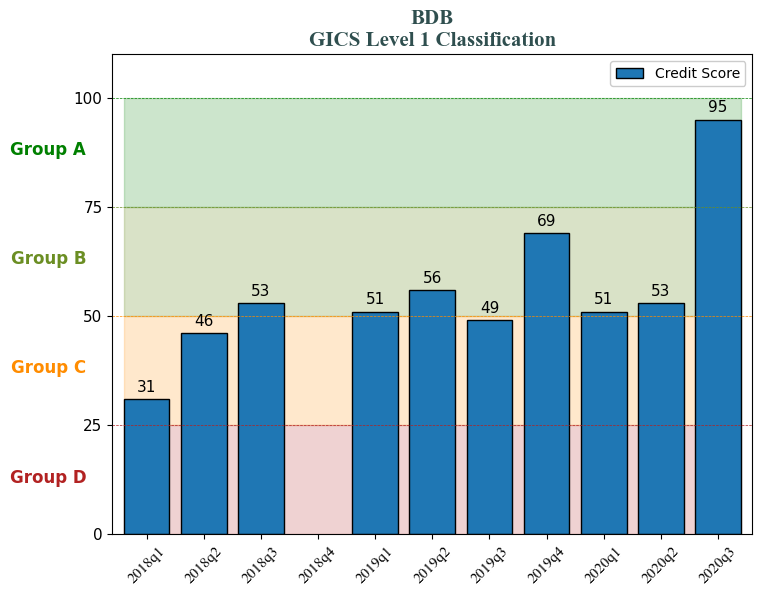 BDB
GICS Level 1 Classification
Credit Score
100
75
50
25
0
Group A
Group B
Group C
Group D
31
46
53
51
56
49
69
51
53
95
2018q1
2018q2
2018q3
2018q4
2019q1
2019q2
2019q3
2019q4
2020q1
2020q2
2020q3